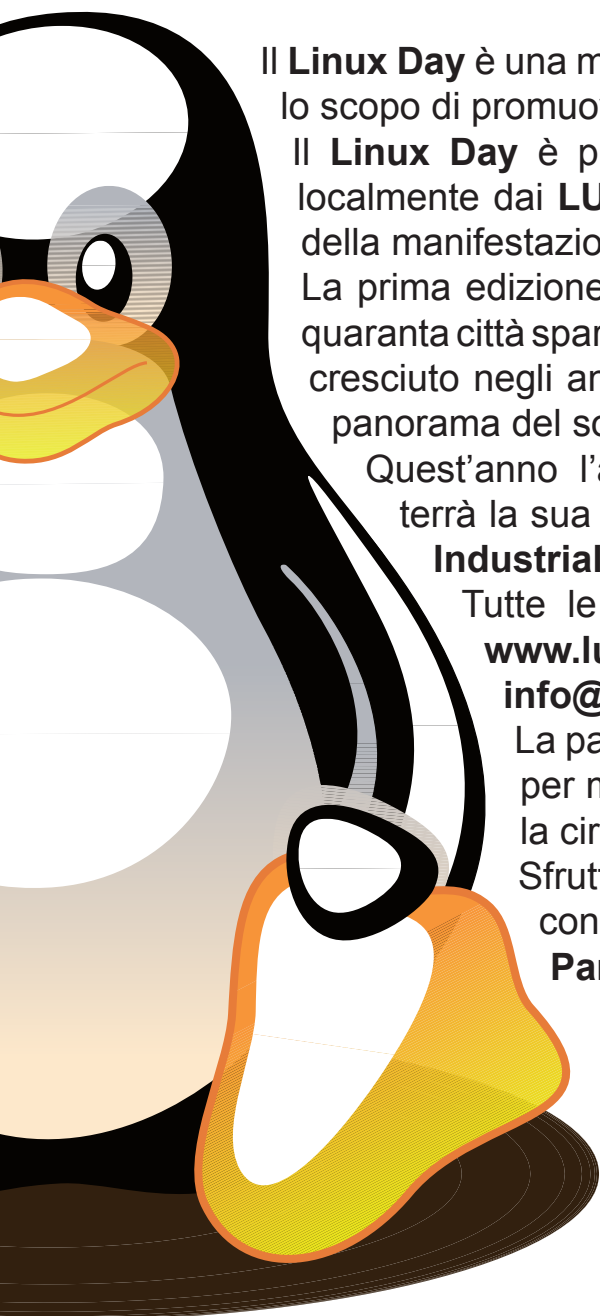 Il Linux Day è una m
lo scopo di promuo
Il Linux Day è p
localmente dai LU
della manifestazio
La prima edizione
quaranta città spar
cresciuto negli an
panorama del so
Quest’anno l’a
terrà la sua
Industrial
Tutte le
www.lu
info@
La pa
per n
la cir
Sfrut
con
Par